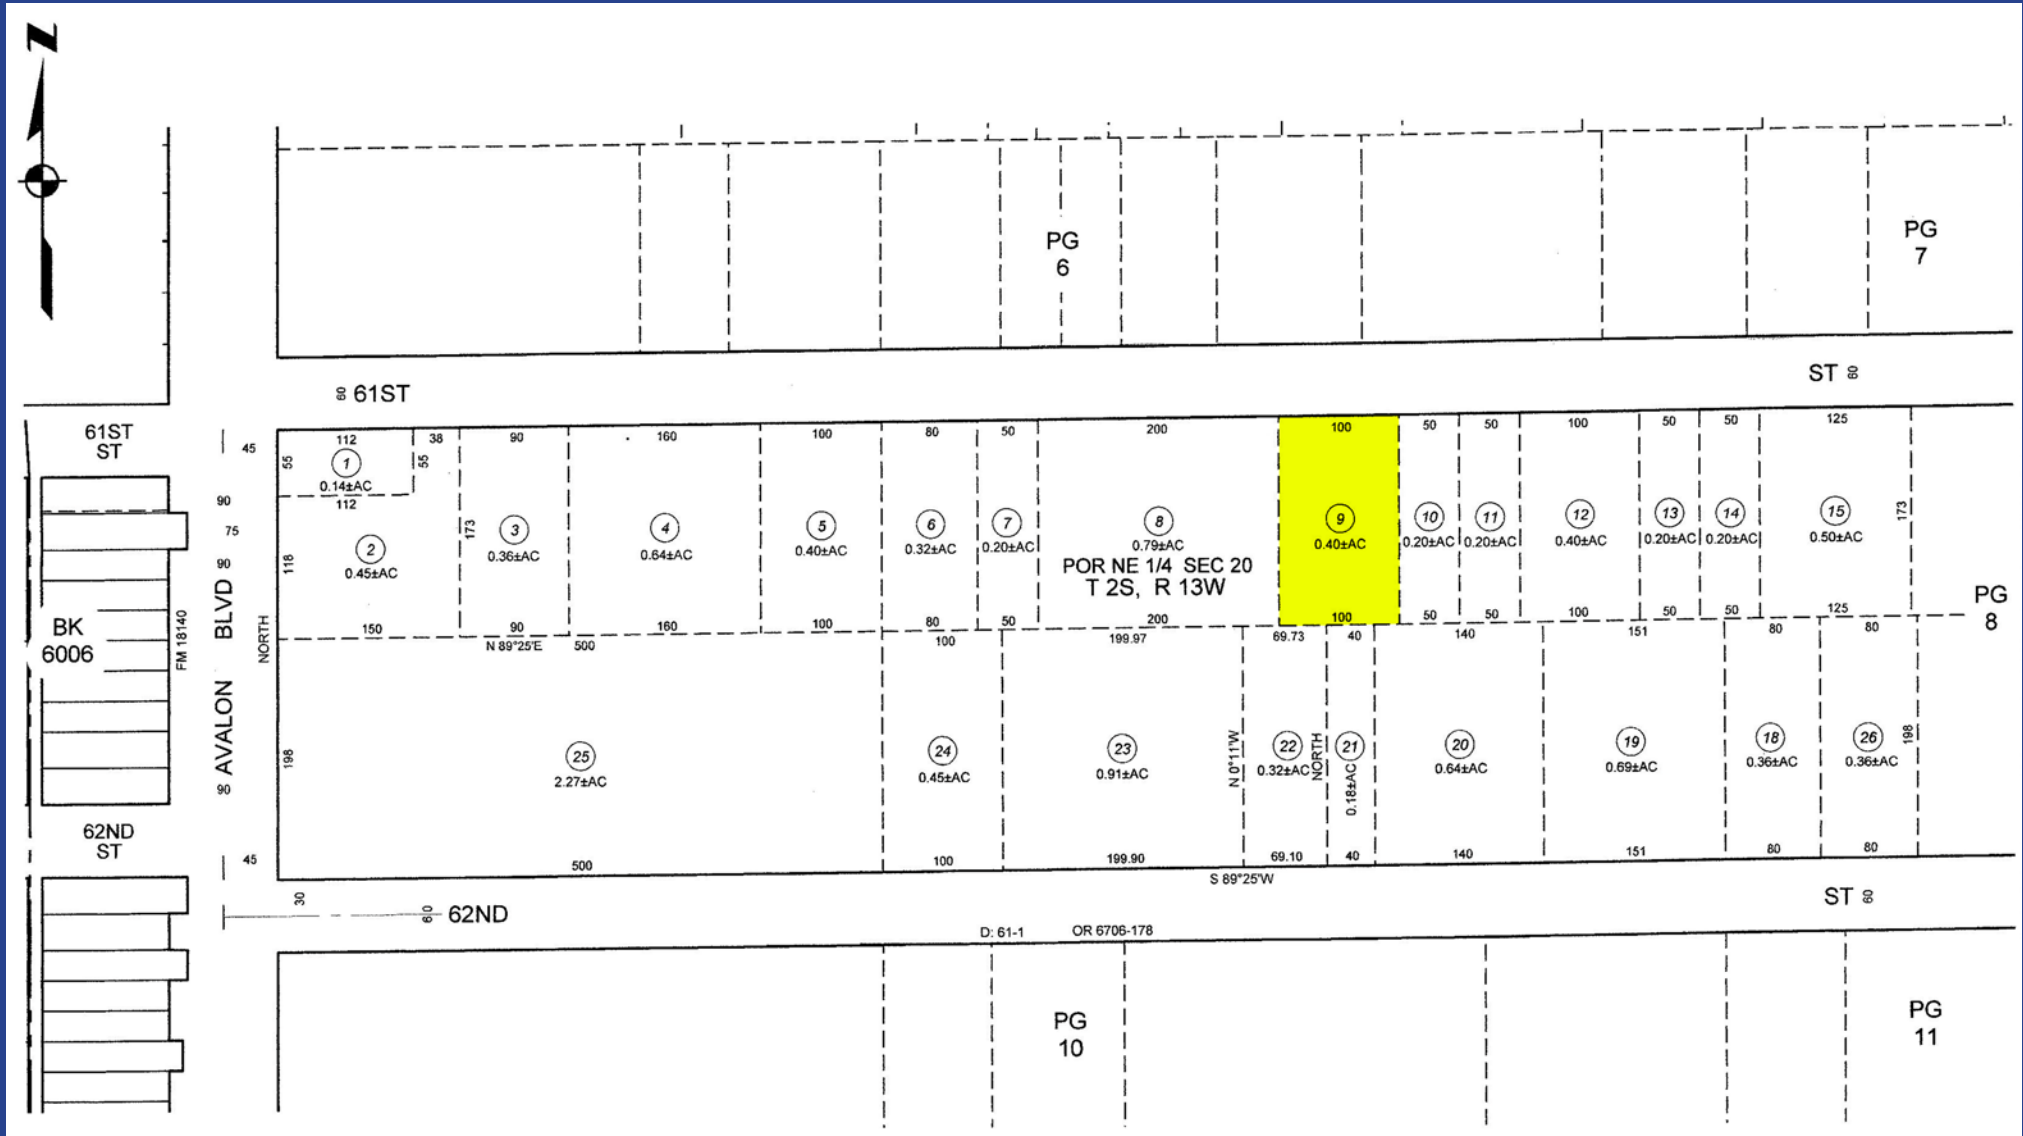 N
PG
6
PG
7
60 61ST
ST 60
61ST
ST
45
112
38
90
160
100
80
50
200
100
50
50
100
50
50
125
55
1
55
0.14±AC
112
90
75
90
173
118
2
0.45±AC
3
0.36±AC
4
0.64±AC
5
0.40±AC
6
0.32±AC
7
0.20±AC
8
0.79±AC
9
0.40±AC
10
0.20±AC
11
0.20±AC
12
0.40±AC
13
0.20±AC
14
0.20±AC
15
0.50±AC
173
POR NE 1/4 SEC 20
T 2S, R 13W
150
90
160
100
80
50
200
100
50
50
100
50
50
125
BK
6006
FM 18140
AVALON BLVD
90
NORTH
PG
8
N 89°25'E
500
100
199.97
69.73
40
140
151
80
80
198
25
2.27±AC
24
0.45±AC
23
0.91±AC
N 0°11'W
22
0.32±AC
NORTH
21
0.18±AC
20
0.64±AC
19
0.69±AC
18
0.36±AC
26
0.36±AC
198
62ND
ST
45
500
100
199.90
69.10
40
140
151
80
80
S 89°25'W
30
60 62ND
ST 60
D: 61-1
OR 6706-178
PG
10
PG
11